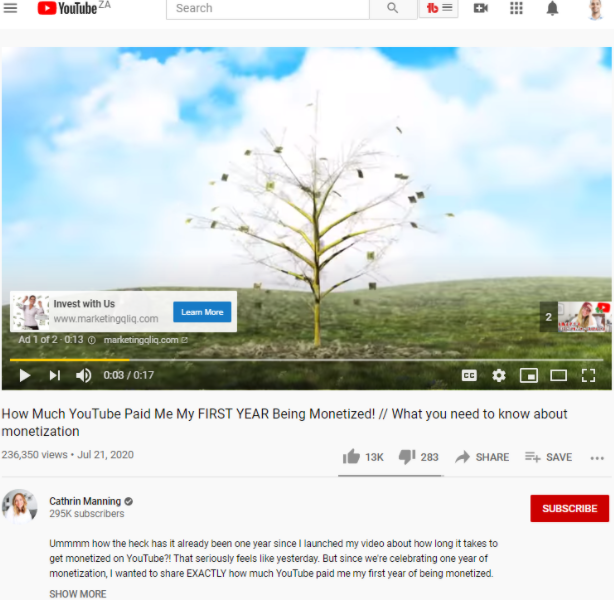 YouTube ZA
Search
Invest with Us
www.marketingqliq.com
Learn More
2
Ad 1 of 2 · 0:13 marketingqliq.com
0:03 / 0:17
CC
How Much YouTube Paid Me My FIRST YEAR Being Monetized! // What you need to know about
monetization
236,350 views • Jul 21, 2020
13K
283
SHARE
SAVE
Cathrin Manning
295K subscribers
SUBSCRIBE
Ummmm how the heck has it already been one year since I launched my video about how long it takes to
get monetized on YouTube?! That seriously feels like yesterday. But since we're celebrating one year of
monetization, I wanted to share EXACTLY how much YouTube paid me my first year of being monetized.
SHOW MORE